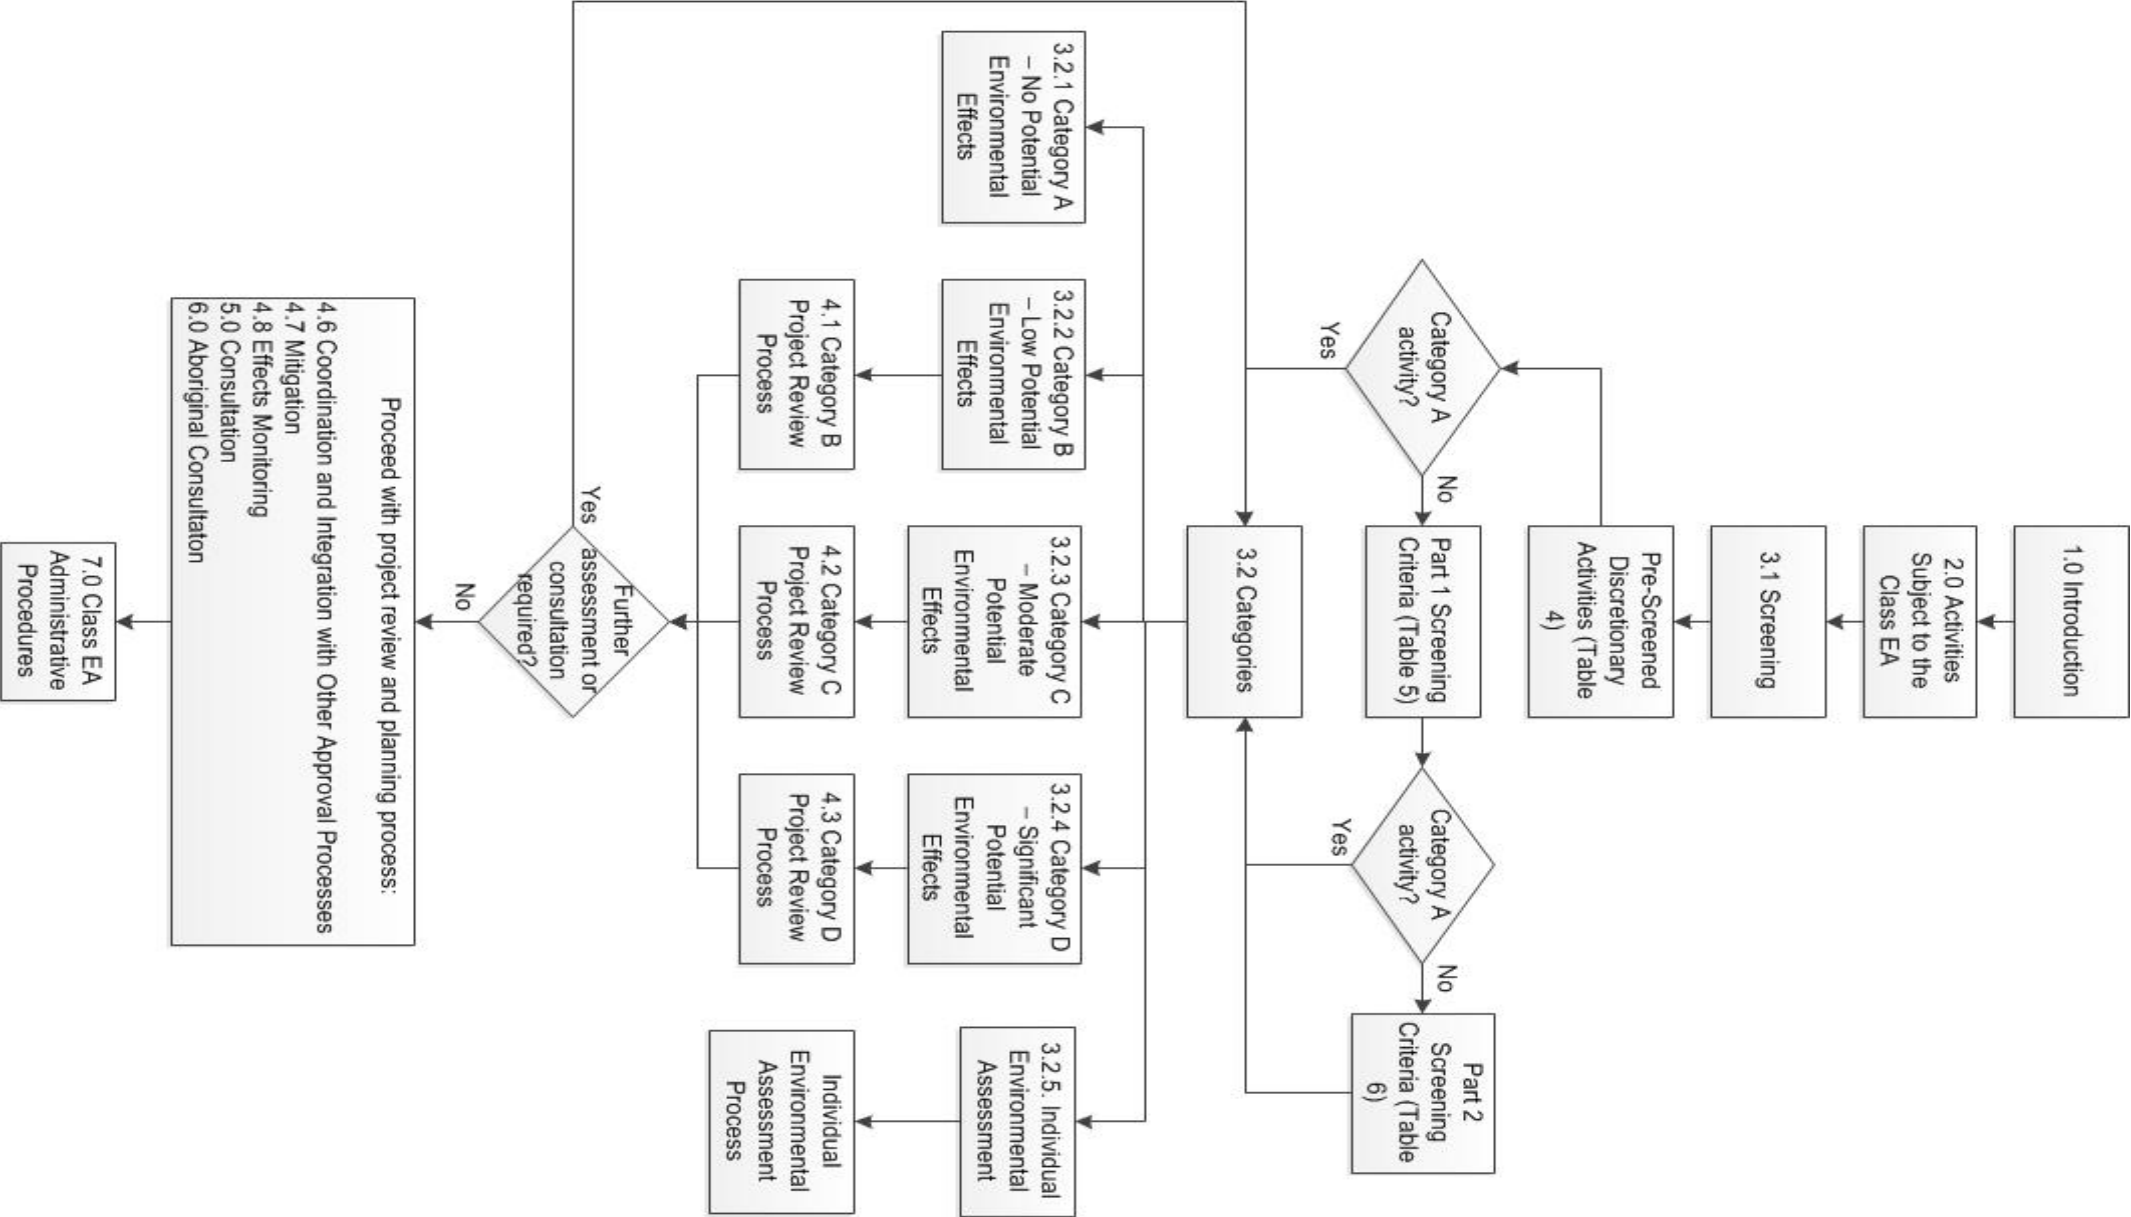 1.0 Introduction
2.0 Activities
Subject to the
Class EA
3.1 Screening
Pre-Screened
Discretionary
Activities (Table
4)
Category A
activity?
No
Yes
Part 1 Screening
Criteria (Table 5)
Category A
activity?
No
Yes
Part 2
Screening
Criteria (Table
6)
3.2 Categories
3.2.1 Category A
– No Potential
Environmental
Effects
3.2.2 Category B
– Low Potential
Environmental
Effects
3.2.3 Category C
– Moderate
Potential
Environmental
Effects
3.2.4 Category D
– Significant
Potential
Environmental
Effects
3.2.5. Individual
Environmental
Assessment
4.1 Category B
Project Review
Process
4.2 Category C
Project Review
Process
4.3 Category D
Project Review
Process
Individual
Environmental
Assessment
Process
Further
assessment or
consultation
required?
Yes
No
Proceed with project review and planning process:
4.6 Coordination and Integration with Other Approval Processes
4.7 Mitigation
4.8 Effects Monitoring
5.0 Consultation
6.0 Aboriginal Consultaton
7.0 Class EA
Administrative
Procedures